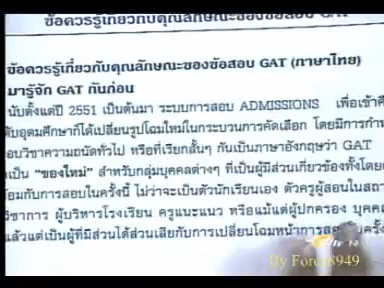 ข้อควรรู้เกี่ยวกับคุณลักษณะของข้อสอบ GAT
ข้อควรรู้เกี่ยวกับคุณลักษณะของข้อสอบ GAT (ภาษาไทย)
มารู้จัก GAT กันก่อน
นับตั้งแต่ปี 2551 เป็นต้นมา ระบบการสอบ ADMISSIONS เพื่อเข้าศึ
ดับอุดมศึกษาก็ได้เปลี่ยนรูปโฉมใหม่ในกระบวนการคัดเลือก โดยมีการกำห
อบวิชาความถนัดทั่วไป หรือที่เรียกสั้นๆ กันเป็นภาษาอังกฤษว่า GAT
งเป็น "ของใหม่" สำหรับกลุ่มบุคคลต่างๆ ที่เป็นผู้มีส่วนเกี่ยวข้องทั้งโดย
อมกับการสอบในครั้งนี้ ไม่ว่าจะเป็นตัวนักเรียนเอง ตัวครูผู้สอนในสถา
วิชาการ ผู้บริหารโรงเรียน ครูแนะแนว หรือแม้แต่ผู้ปกครอง บุคคล
แล้วแต่เป็นผู้ที่มีส่วนได้ส่วนเสียกับการเปลี่ยนโฉมหน้าการสอบครั้ง
By Force8949